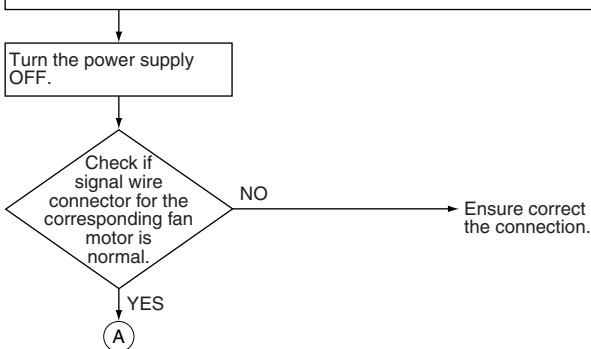 Turn the power supply
OFF.
Check if
signal wire
connector for the
corresponding fan
motor is
normal.
NO
Ensure correct
the connection.
YES
A